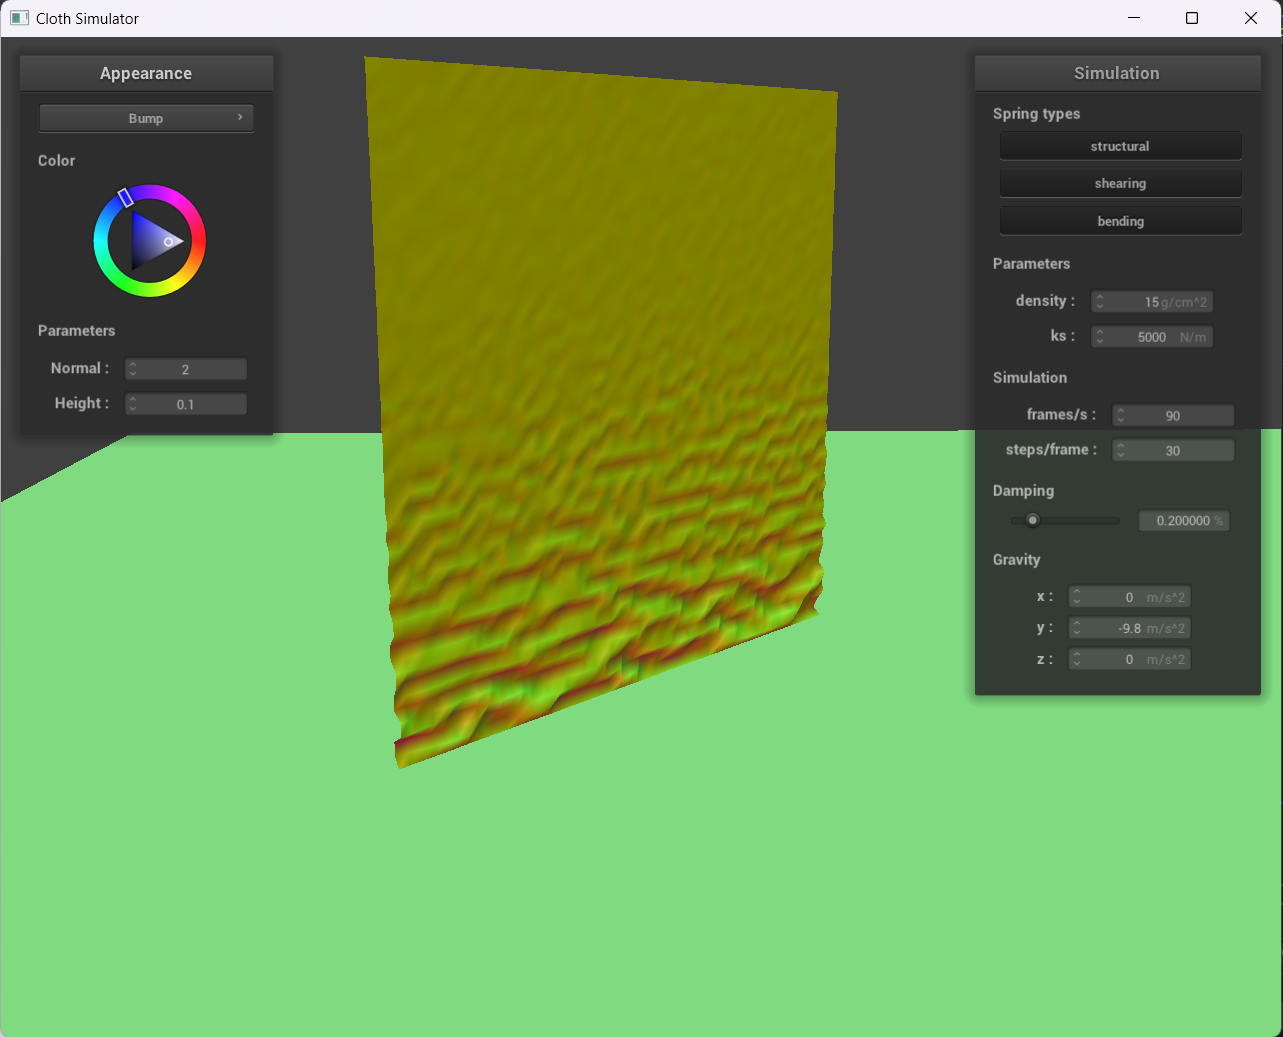 Cloth Simulator
Appearance
Bump
Color
Parameters
Normal : 2
Height : 0.1
Simulation
Spring types
structural
shearing
bending
Parameters
density : 15 g/cm^2
ks : 5000 N/m
Simulation
frames/s : 90
steps/frame : 30
Damping
0.200000 %
Gravity
x : 0 m/s^2
y : -9.8 m/s^2
z : 0 m/s^2